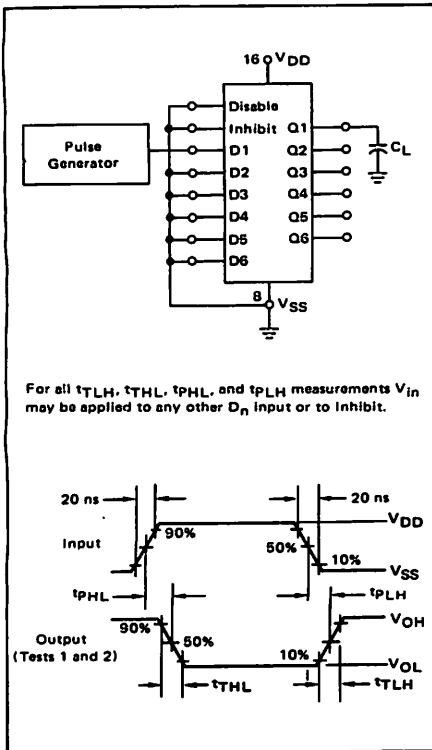 16 VDD
Disable
Inhibit
Q1
CL
Pulse
Generator
D1
Q2
D2
Q3
D3
Q4
D4
Q5
D5
Q6
D6
8 VSS
For all tTLH, tTHL, tPHL, and tPLH measurements Vin
may be applied to any other Dn input or to Inhibit.
20 ns
20 ns
90%
VDD
Input
50%
10%
VSS
tPHL
tPLH
90%
VOH
Output
50%
(Tests 1 and 2)
10%
VOL
tTHL
tTLH